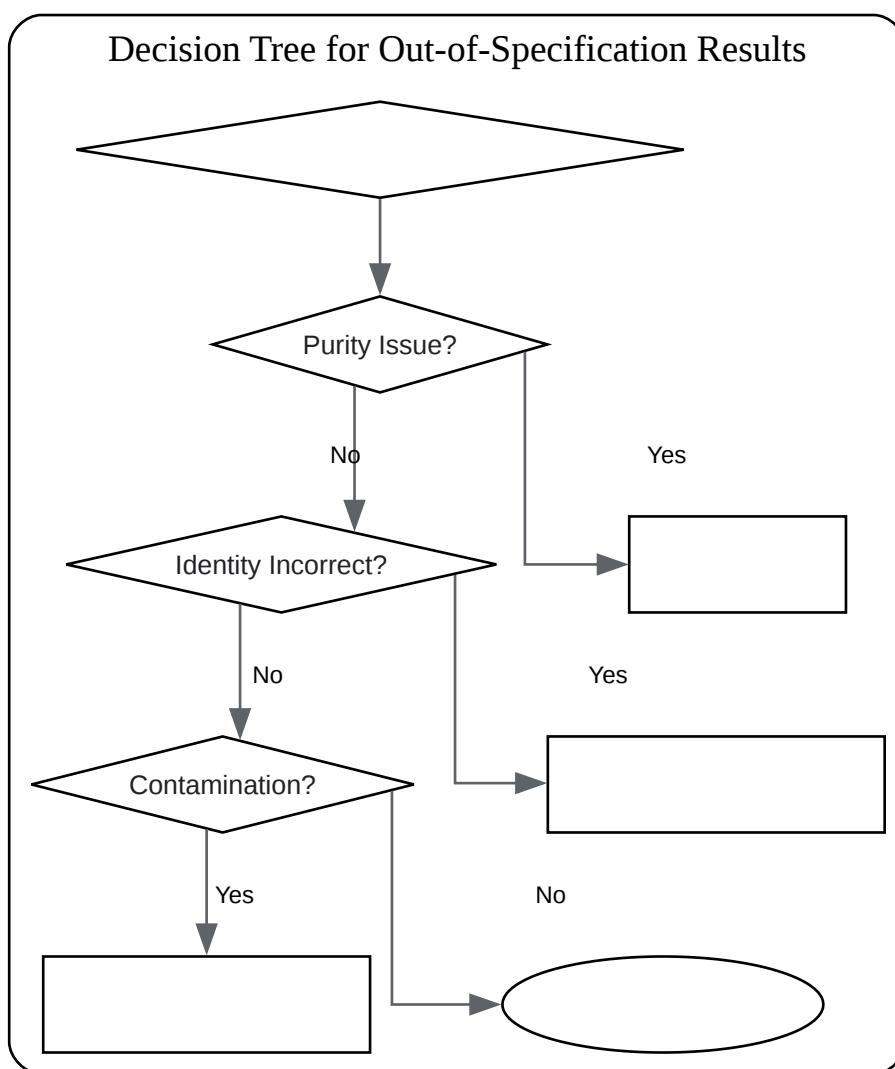 Decision Tree for Out-of-Specification Results
Purity Issue?
No
Yes
Identity Incorrect?
No
Yes
Contamination?
Yes
No